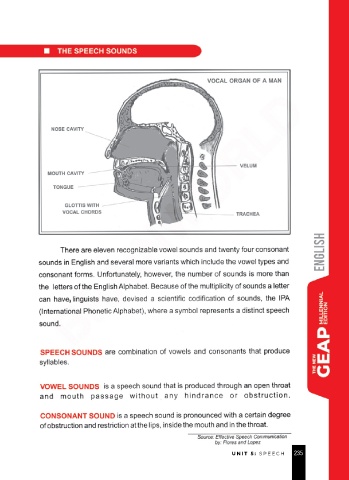 THE SPEECH SOUNDS
VOCAL ORGAN OF A MAN
NOSE CAVITY
VELUM
MOUTH CAVITY
TONGUE
GLOTTIS WITH
VOCAL CHORDS
TRACHEA
There are eleven recognizable vowel sounds and twenty four consonant
sounds in English and several more variants which include the vowel types and
consonant forms. Unfortunately, however, the number of sounds is more than
the letters of the English Alphabet. Because of the multiplicity of sounds a letter
can have, linguists have, devised a scientific codification of sounds, the IPA
(International Phonetic Alphabet), where a symbol represents a distinct speech
sound.
SPEECH SOUNDS are combination of vowels and consonants that produce
syllables.
VOWEL SOUNDS is a speech sound that is produced through an open throat
and mouth passage without any hindrance or obstruction.
CONSONANT SOUND is a speech sound is pronounced with a certain degree
of obstruction and restriction at the lips, inside the mouth and in the throat.
Source: Effective Speech Communication
by: Flores and Lopez
UNIT 5: SPEECH 235
ENGLISH
THE NEW
GEAP MILLENNIAL
EDITION